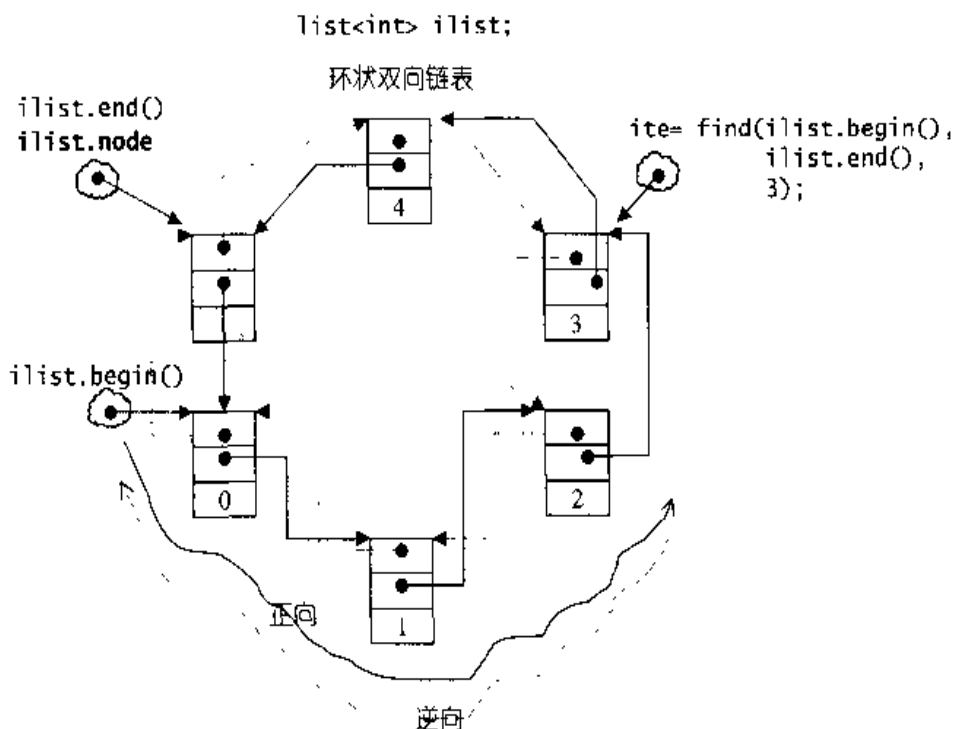 list<int> ilist;
环状双向链表
ilist.end()
ilist.node
ite= find(ilist.begin(),
ilist.end(),
3);
4
3
ilist.begin()
0
2
1
正向
逆向